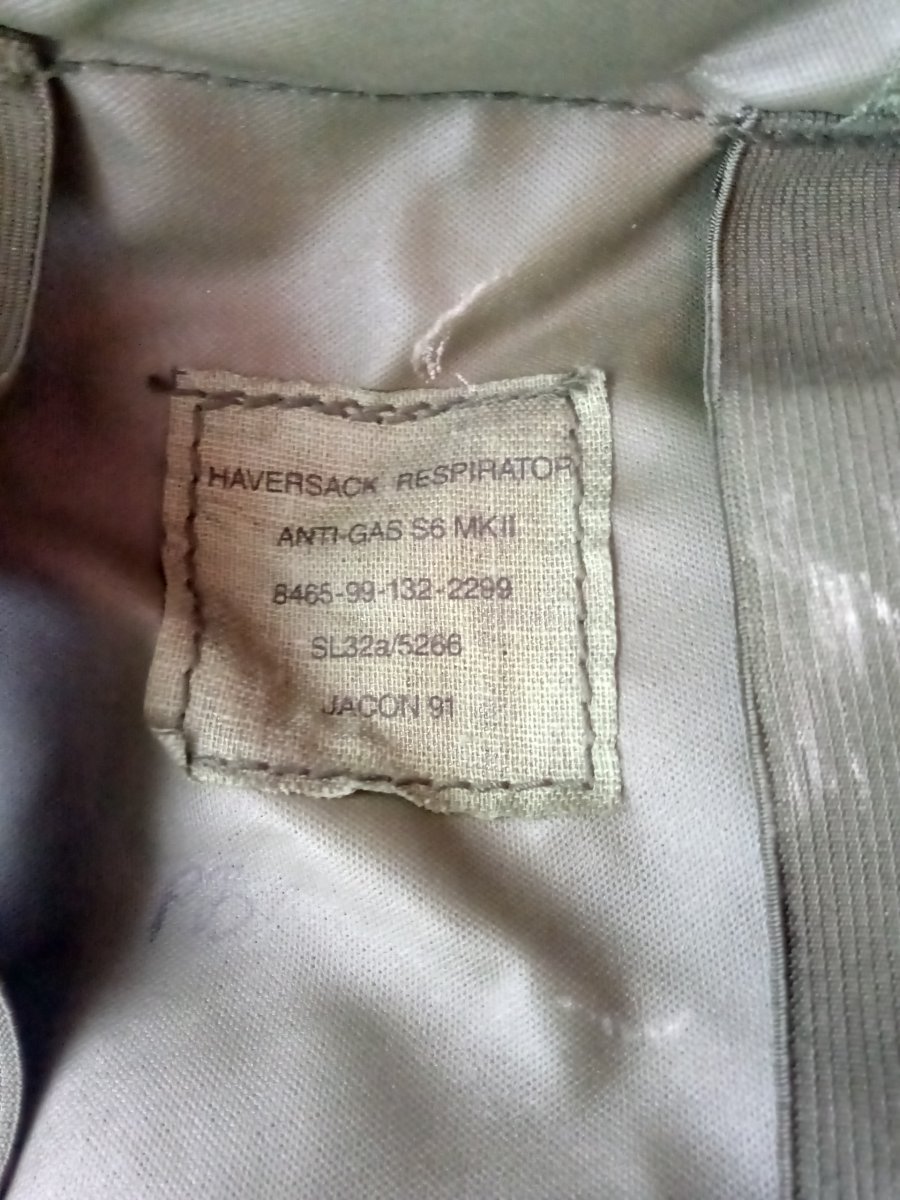 HAVERSACK RESPIRATOR
ANTI-GAS S6 MKII
8465-99-132-2299
SL32a/5266
JACON 91